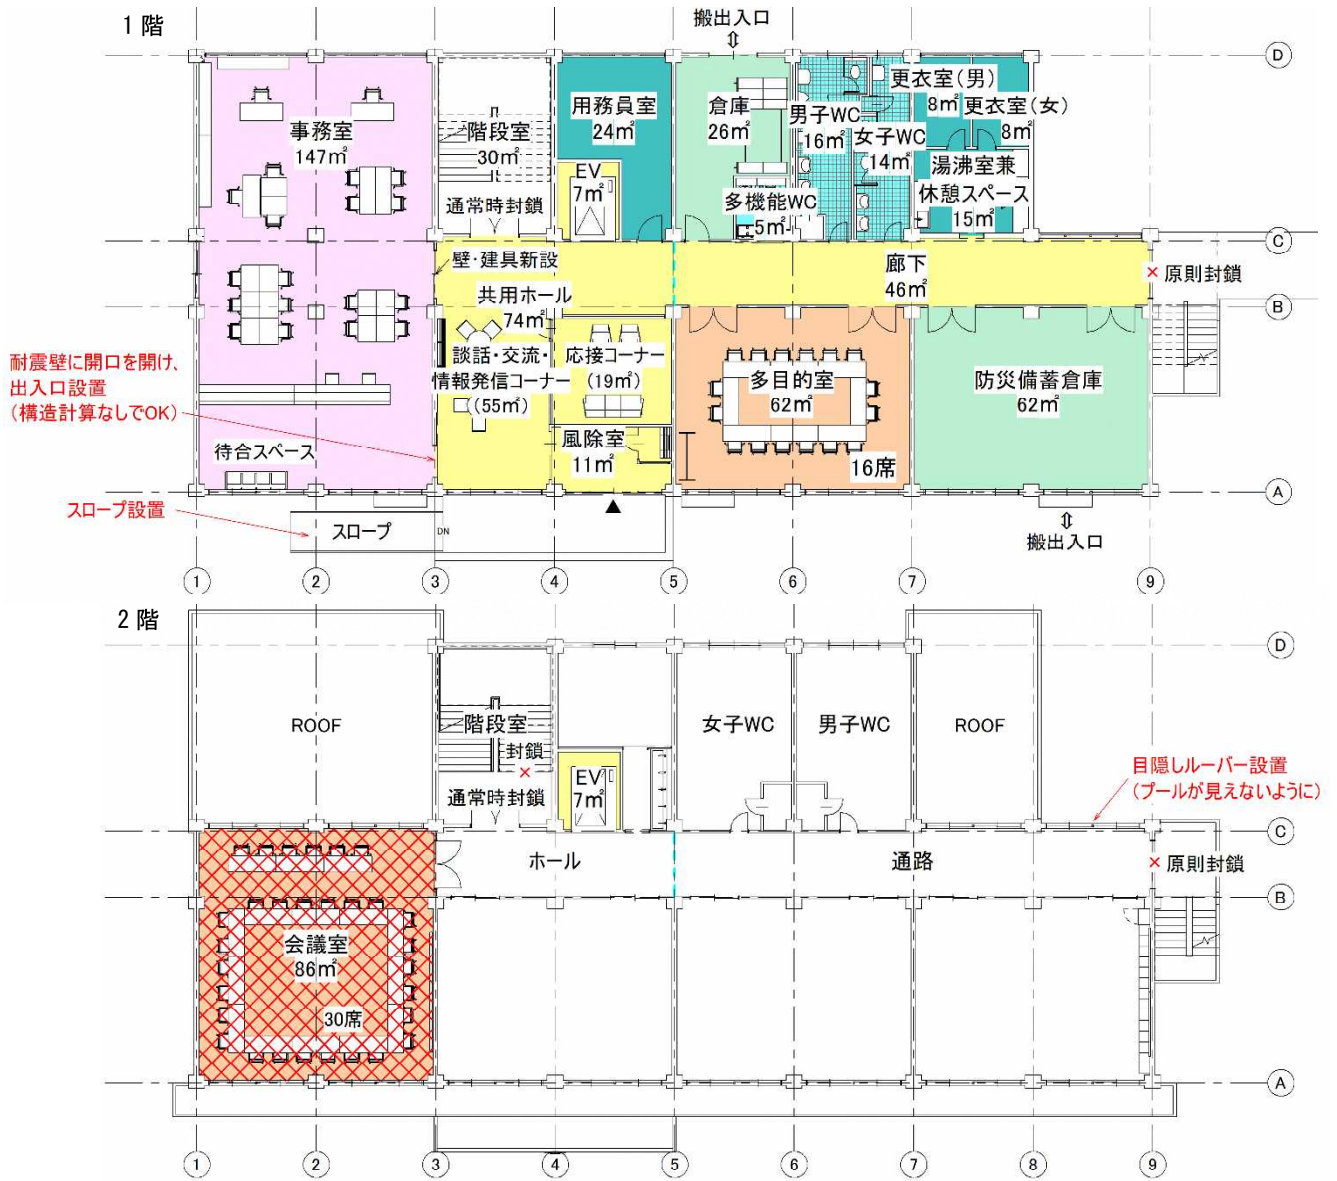 1階
搬出入口
D
事務室
147㎡
階段室
30㎡
通常時封鎖
用務員室
24㎡
EV
7㎡
倉庫
26㎡
多機能WC
5㎡
男子WC
16㎡
女子WC
14㎡
更衣室(男)
8㎡
更衣室(女)
8㎡
湯沸室兼
休憩スペース
15㎡
C
壁・建具新設
廊下
46㎡
×原則封鎖
B
共用ホール
74㎡
談話・交流・
情報発信コーナー
(55㎡)
応接コーナー
(19㎡)
多目的室
62㎡
16席
防災備蓄倉庫
62㎡
耐震壁に開口を開け、
出入口設置
(構造計算なしでOK)
待合スペース
風除室
11㎡
A
スロープ設置
スロープ
DN
▲
搬出入口
1
2
3
4
5
6
7
9
2階
D
ROOF
階段室
封鎖
×
通常時封鎖
EV
7㎡
女子WC
男子WC
ROOF
目隠しルーバー設置
(プールが見えないように)
C
ホール
通路
×原則封鎖
B
会議室
86㎡
30席
A
1
2
3
4
5
6
7
8
9